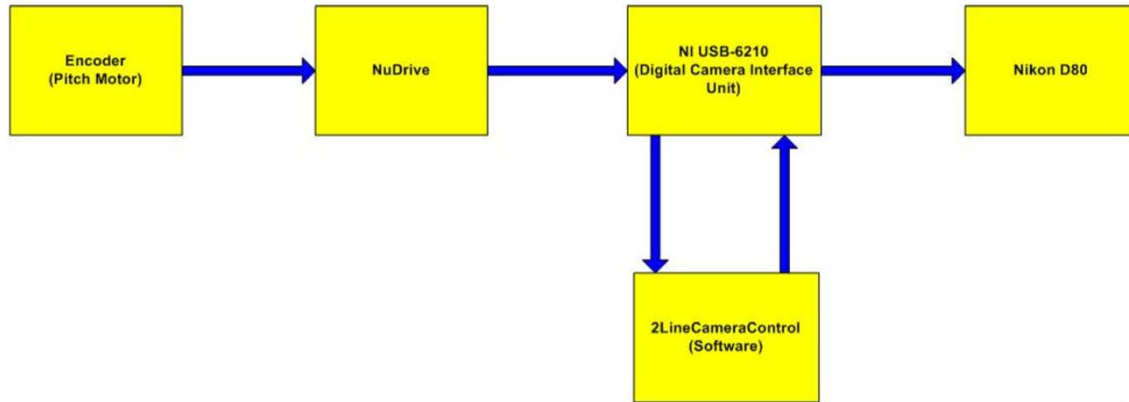 Encoder
(Pitch Motor)
NuDrive
NI USB-6210
(Digital Camera Interface
Unit)
Nikon D80
2LineCameraControl
(Software)